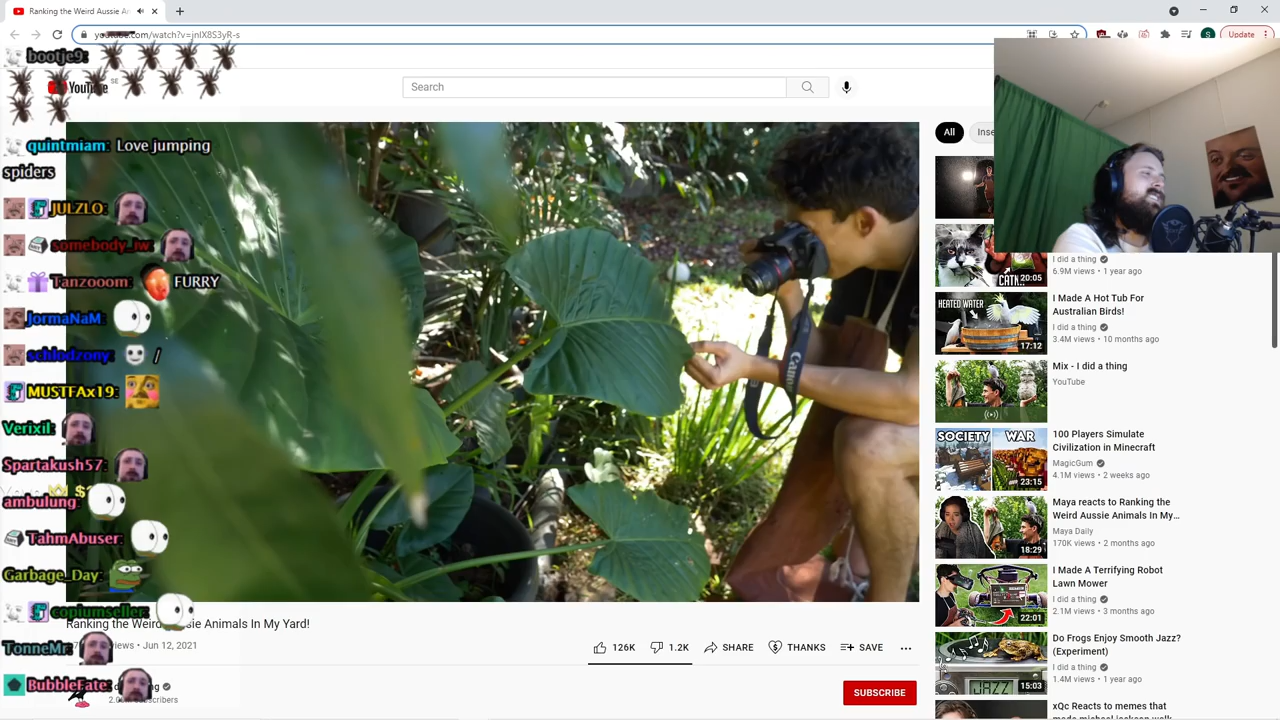 Ranking the Weird Aussie An
youtube.com/watch?v=jnIX8S3yR-s
Update
bootje9:
YouTube
SE
Search
quintmiam: Love jumping
spiders
JULZLO:
somebody_iw:
Tanzooom: FURRY
JormaNaM:
schlodzony: /
MUSTFAx19:
Verixil:
Spartakush57:
ambulung:
TahmAbuser:
Garbage_Day:
copiumseller:
TonneMr:
BubbleFate:
Canon
Ranking the Weird Aussie Animals In My Yard!
views • Jun 12, 2021
126K
1.2K
SHARE
THANKS
SAVE
subscribers
SUBSCRIBE
All
I did a thing
6.9M views • 1 year ago
20:05
I Made A Hot Tub For
Australian Birds!
I did a thing
3.4M views • 10 months ago
HEATED WATER
17:12
Mix - I did a thing
YouTube
SOCIETY WAR
23:15
100 Players Simulate
Civilization in Minecraft
MagicGum
4.1M views • 2 weeks ago
Maya reacts to Ranking the
Weird Aussie Animals In My...
Maya Daily
170K views • 2 months ago
18:29
I Made A Terrifying Robot
Lawn Mower
I did a thing
2.1M views • 3 months ago
22:01
Do Frogs Enjoy Smooth Jazz?
(Experiment)
I did a thing
1.4M views • 1 year ago
JAZZ
15:03
xQc Reacts to memes that